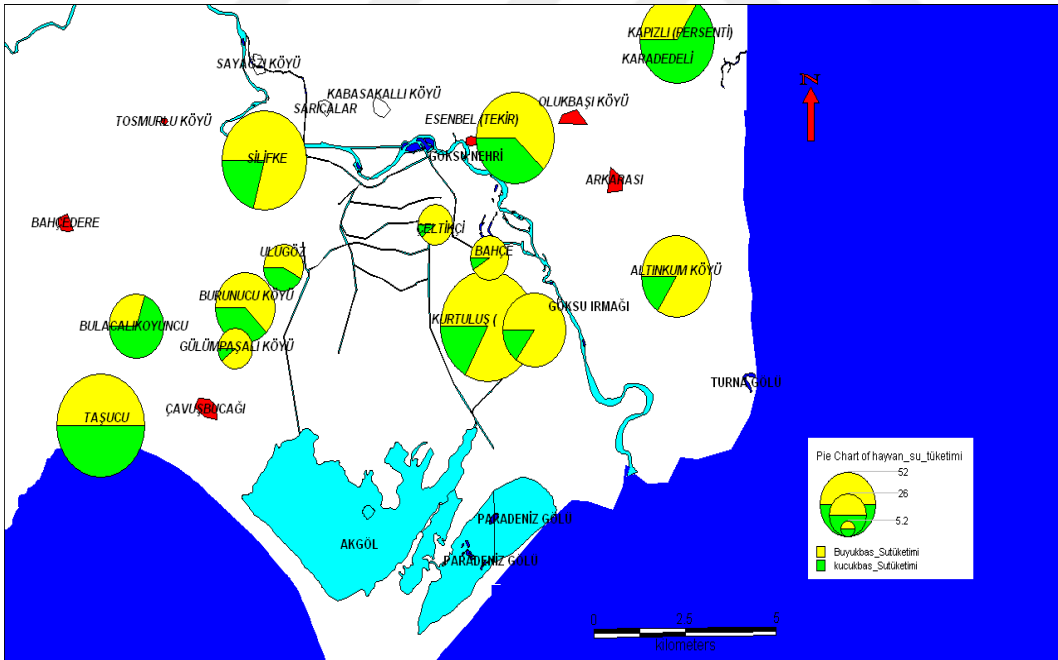 KAPIZLI (PERSENTİ)
KARADEDELİ
SAYAĞZI KÖYÜ
N
KABASAKALLI KÖYÜ
SARICALAR
OLUKBAŞI KÖYÜ
TOSMURLU KÖYÜ
ESENBEL (TEKİR)
SİLİFKE
GÖKSU NEHRİ
ARKARASI
BAHÇEDERE
ÇELTİKÇİ
ULUGÖZ
BAHÇE
ALTINKUM KÖYÜ
BURUNUCU KÖYÜ
GÖKSU IRMAĞI
BULACALIKOYUNCU
KURTULUŞ (
GÜLÜMPAŞALI KÖYÜ
TURNA GÖLÜ
TAŞUCU
ÇAVUŞBUCAĞI
Pie Chart of hayvan_su_tüketimi
52
26
5.2
Buyukbas_Sutüketimi
kucukbas_Sutüketimi
PARADENİZ GÖLÜ
AKGÖL
PARADENİZ GÖLÜ
0 2.5 5
kilometers